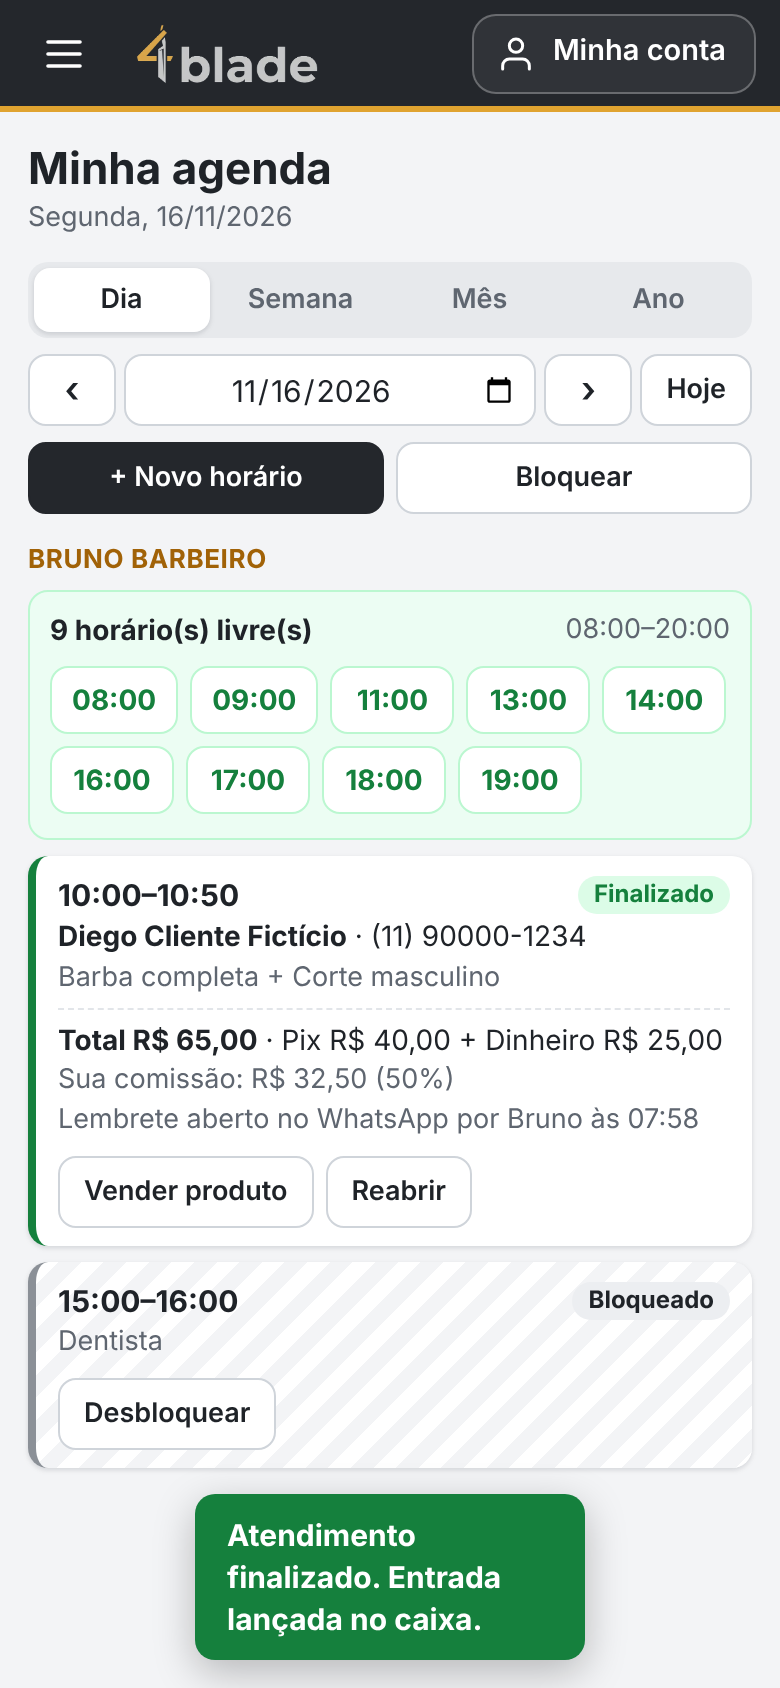 4blade
Minha conta
Minha agenda
Segunda, 16/11/2026
Dia Semana Mês Ano
‹ 11/16/2026 › Hoje
+ Novo horário Bloquear
BRUNO BARBEIRO
9 horário(s) livre(s) 08:00–20:00
08:00 09:00 11:00 13:00 14:00
16:00 17:00 18:00 19:00
10:00–10:50 Finalizado
Diego Cliente Fictício · (11) 90000-1234
Barba completa + Corte masculino
Total R$ 65,00 · Pix R$ 40,00 + Dinheiro R$ 25,00
Sua comissão: R$ 32,50 (50%)
Lembrete aberto no WhatsApp por Bruno às 07:58
Vender produto Reabrir
15:00–16:00 Bloqueado
Dentista
Desbloquear
Atendimento
finalizado. Entrada
lançada no caixa.